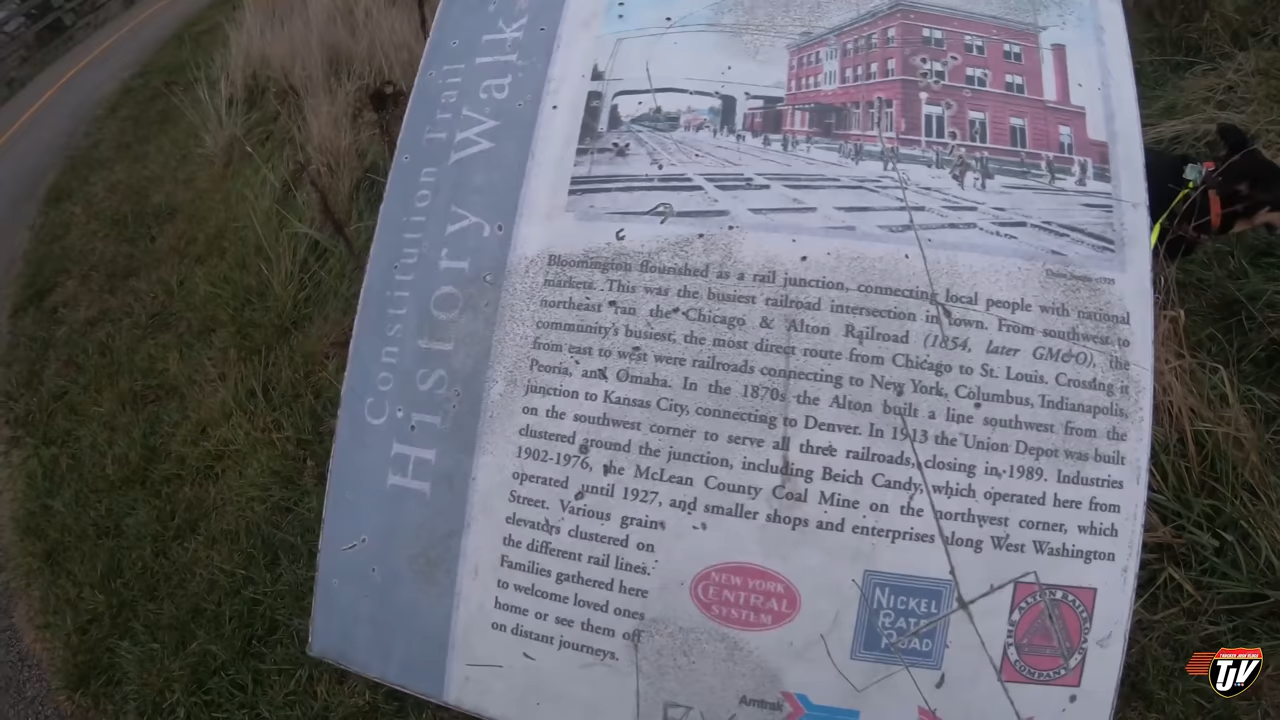 Constitution Trail
History Walk
Bloomington flourished as a rail junction, connecting local people with national
markets. This was the busiest railroad intersection in town. From southwest to
northeast ran the Chicago & Alton Railroad (1854, later GM&O), the
community's busiest, the most direct route from Chicago to St. Louis. Crossing it
from east to west were railroads connecting to New York, Columbus, Indianapolis,
Peoria, and Omaha. In the 1870s the Alton built a line southwest from the
junction to Kansas City, connecting to Denver. In 1913 the Union Depot was built
on the southwest corner to serve all three railroads, closing in 1989. Industries
clustered around the junction, including Beich Candy, which operated here from
1902-1976, the McLean County Coal Mine on the northwest corner, which
operated until 1927, and smaller shops and enterprises along West Washington
Street. Various grain
elevators clustered on
the different rail lines.
Families gathered here
to welcome loved ones
home or see them off
on distant journeys.
NEW YORK
CENTRAL
SYSTEM
NICKEL
PLATE
ROAD
THE ALTON RAILROAD
COMPANY
Amtrak
TJV